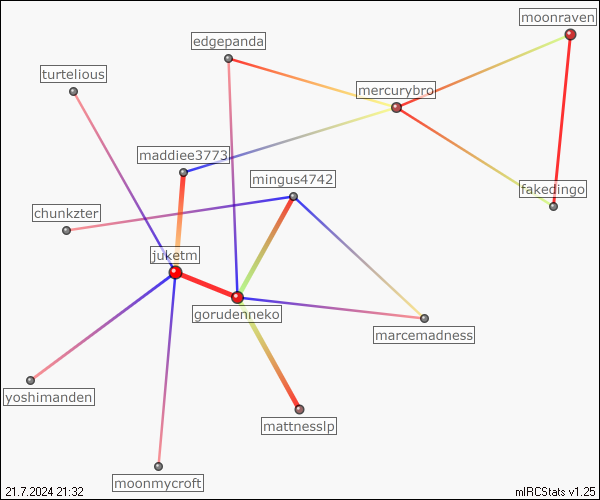 moonraven
edgepanda
turtelious
mercurybro
maddiee3773
mingus4742
fakedingo
chunkzter
juketm
gorudenneko
marcemadness
yoshimanden
mattnesslp
moonmycroft
21.7.2024 21:32
mIRCStats v1.25